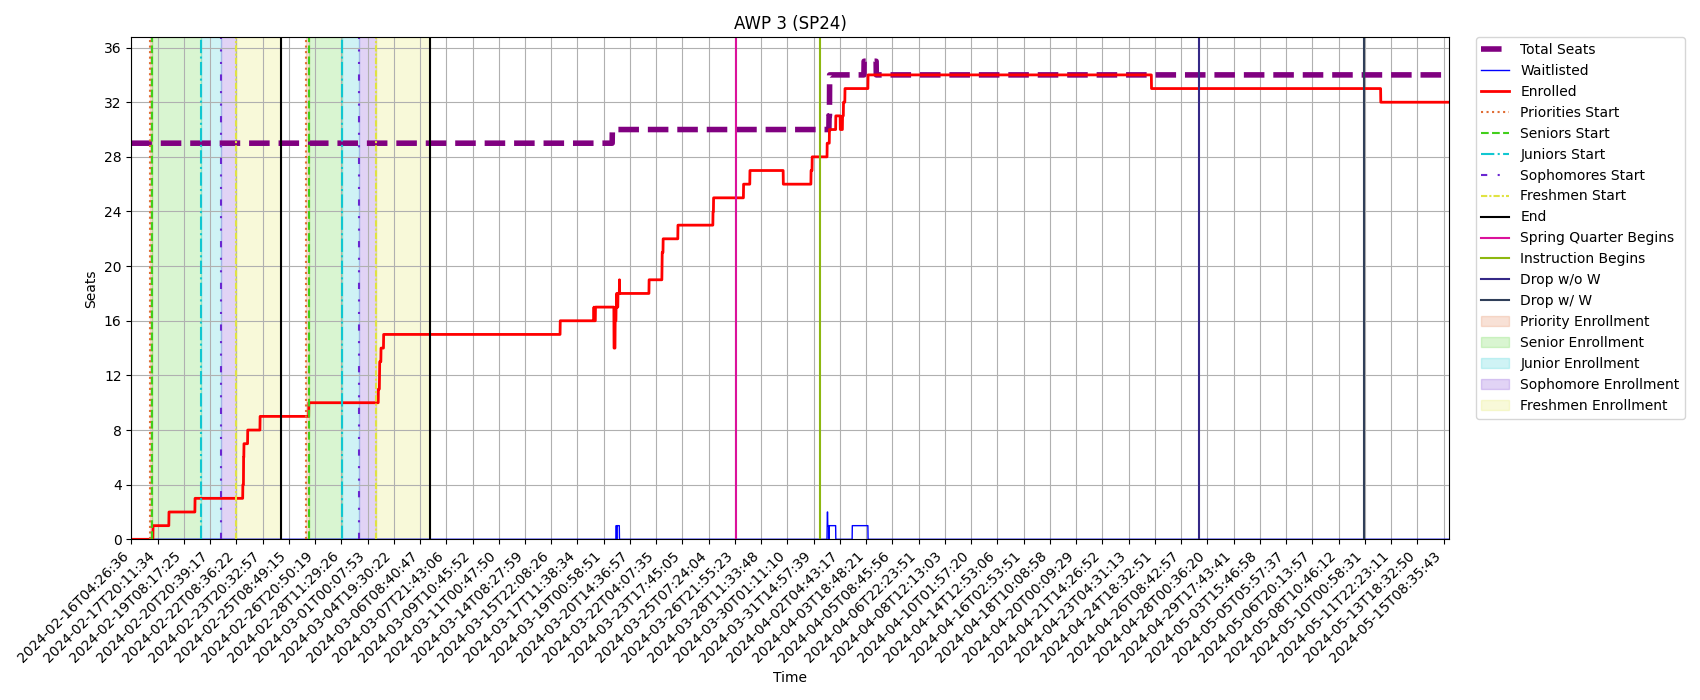 AWP 3 (SP24)
Seats
36
32
28
24
20
16
12
8
4
0
2024-02-16T04:26:36
2024-02-17T20:11:34
2024-02-19T08:17:25
2024-02-20T20:39:17
2024-02-22T08:36:22
2024-02-23T20:32:57
2024-02-25T08:49:15
2024-02-26T20:50:19
2024-02-28T11:29:26
2024-03-01T00:07:53
2024-03-04T19:30:22
2024-03-06T08:40:47
2024-03-07T21:43:06
2024-03-09T10:45:52
2024-03-11T00:47:50
2024-03-14T08:27:59
2024-03-15T22:08:26
2024-03-17T11:38:34
2024-03-19T00:58:51
2024-03-20T14:36:57
2024-03-22T04:07:35
2024-03-23T17:45:05
2024-03-25T07:24:04
2024-03-26T21:55:23
2024-03-28T11:33:48
2024-03-30T01:11:10
2024-03-31T14:57:39
2024-04-02T04:43:17
2024-04-03T18:48:21
2024-04-05T08:45:56
2024-04-06T22:23:51
2024-04-08T12:13:03
2024-04-10T01:57:20
2024-04-14T12:53:06
2024-04-16T02:53:51
2024-04-18T10:08:58
2024-04-20T00:09:29
2024-04-21T14:26:52
2024-04-23T04:31:13
2024-04-24T18:32:51
2024-04-26T08:42:57
2024-04-28T00:36:20
2024-04-29T17:43:41
2024-05-03T15:46:58
2024-05-05T05:57:37
2024-05-06T20:13:57
2024-05-08T10:46:12
2024-05-10T00:58:31
2024-05-11T22:23:11
2024-05-13T18:32:50
2024-05-15T08:35:43
Time
Total Seats
Waitlisted
Enrolled
Priorities Start
Seniors Start
Juniors Start
Sophomores Start
Freshmen Start
End
Spring Quarter Begins
Instruction Begins
Drop w/o W
Drop w/ W
Priority Enrollment
Senior Enrollment
Junior Enrollment
Sophomore Enrollment
Freshmen Enrollment